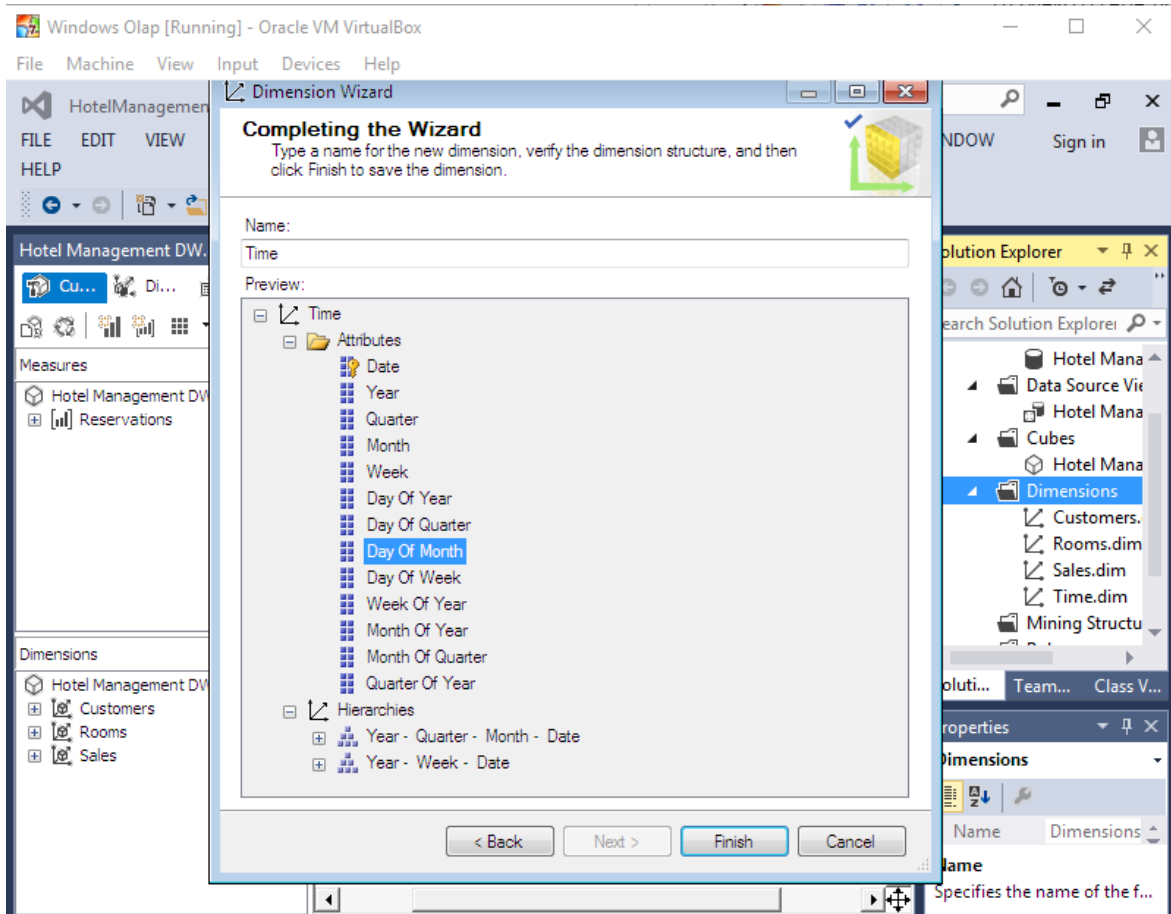 Windows Olap [Running] - Oracle VM VirtualBox
File Machine View Input Devices Help
HotelManagemen
FILE EDIT VIEW
HELP
NDOW Sign in
Hotel Management DW.
Cu... Di...
Measures
Hotel Management DW
Reservations
Dimensions
Hotel Management DW
Customers
Rooms
Sales
Dimension Wizard
Completing the Wizard
Type a name for the new dimension, verify the dimension structure, and then
click Finish to save the dimension.
Name:
Time
Preview:
Time
Attributes
Date
Year
Quarter
Month
Week
Day Of Year
Day Of Quarter
Day Of Month
Day Of Week
Week Of Year
Month Of Year
Month Of Quarter
Quarter Of Year
Hierarchies
Year - Quarter - Month - Date
Year - Week - Date
< Back Next > Finish Cancel
olution Explorer
earch Solution Explorer
Hotel Mana
Data Source Vie
Hotel Mana
Cubes
Hotel Mana
Dimensions
Customers.
Rooms.dim
Sales.dim
Time.dim
Mining Structu
oluti... Team... Class V...
roperties
Dimensions
Name Dimensions
Name
Specifies the name of the f...